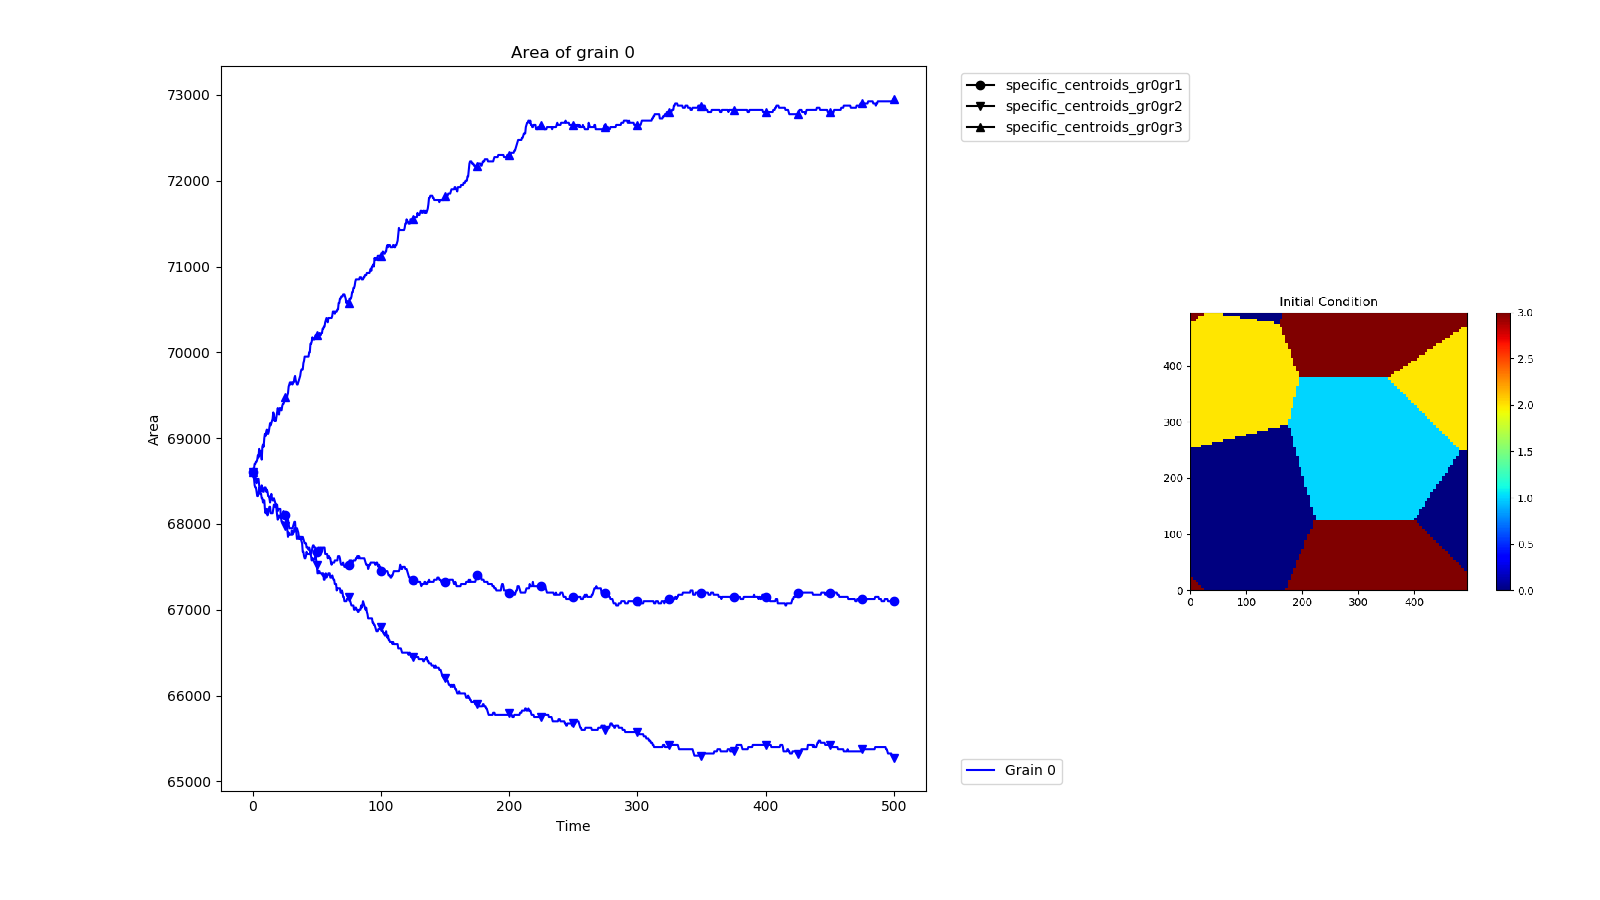 Area of grain 0
73000
72000
71000
70000
69000
68000
67000
66000
65000
Area
0 100 200 300 400 500
Time
specific_centroids_gr0gr1
specific_centroids_gr0gr2
specific_centroids_gr0gr3
Grain 0
Initial Condition
400
300
200
100
0
0 100 200 300 400
3.0
2.5
2.0
1.5
1.0
0.5
0.0